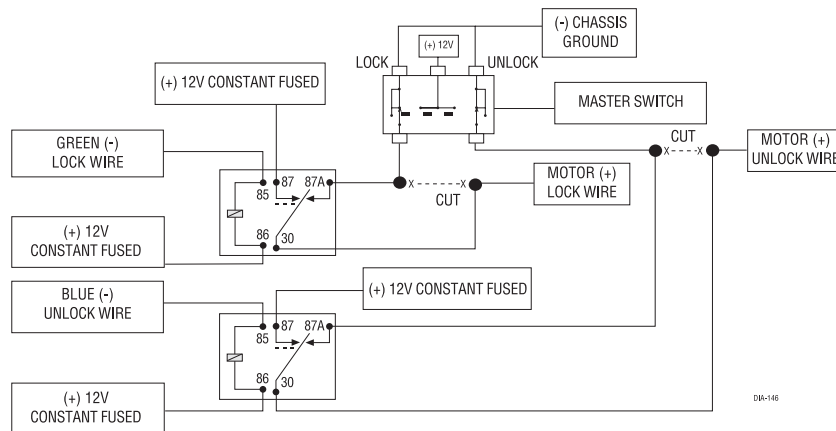 (-) CHASSIS
GROUND
(+) 12V
LOCK
UNLOCK
(+) 12V CONSTANT FUSED
MASTER SWITCH
GREEN (-)
LOCK WIRE
CUT
MOTOR (+)
UNLOCK WIRE
X
X
87
87A
85
X
X
CUT
MOTOR (+)
LOCK WIRE
(+) 12V
CONSTANT FUSED
86
30
BLUE (-)
UNLOCK WIRE
(+) 12V CONSTANT FUSED
87
87A
85
86
30
(+) 12V
CONSTANT FUSED
DIA-146